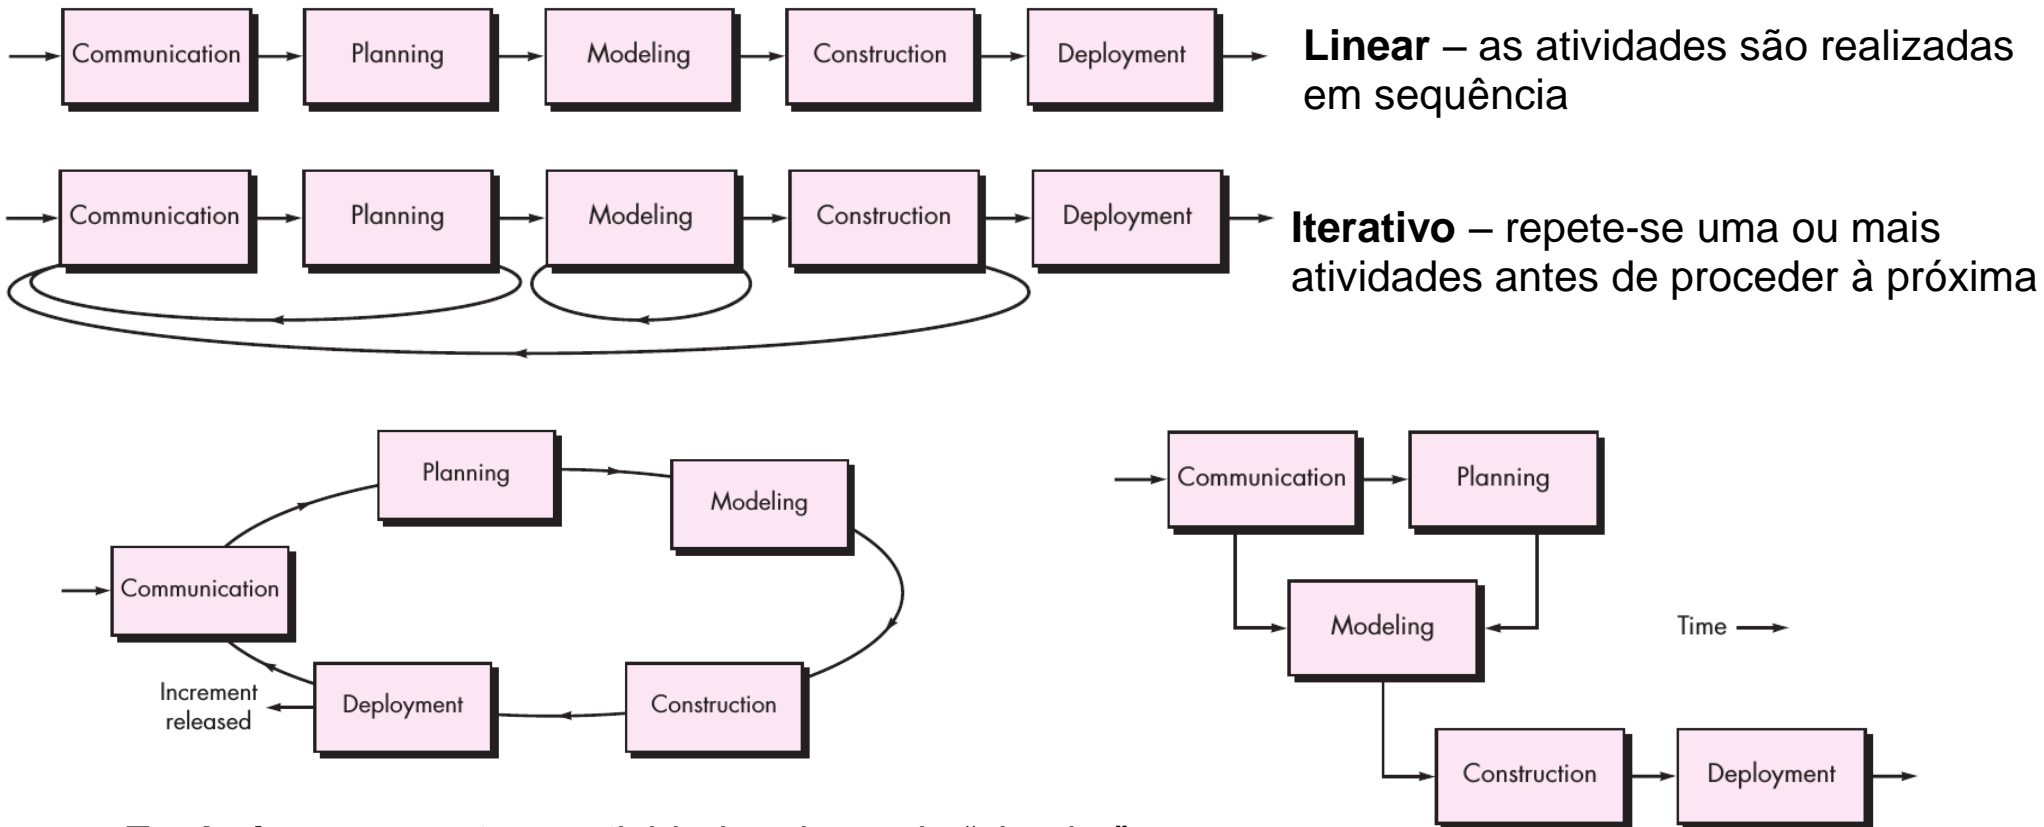 Communication
Planning
Modeling
Construction
Deployment
Linear – as atividades são realizadas
em sequência
Communication
Planning
Modeling
Construction
Deployment
Iterativo – repete-se uma ou mais
atividades antes de proceder à próxima
Planning
Modeling
Communication
Increment
released
Deployment
Construction
Communication
Planning
Modeling
Time
Construction
Deployment